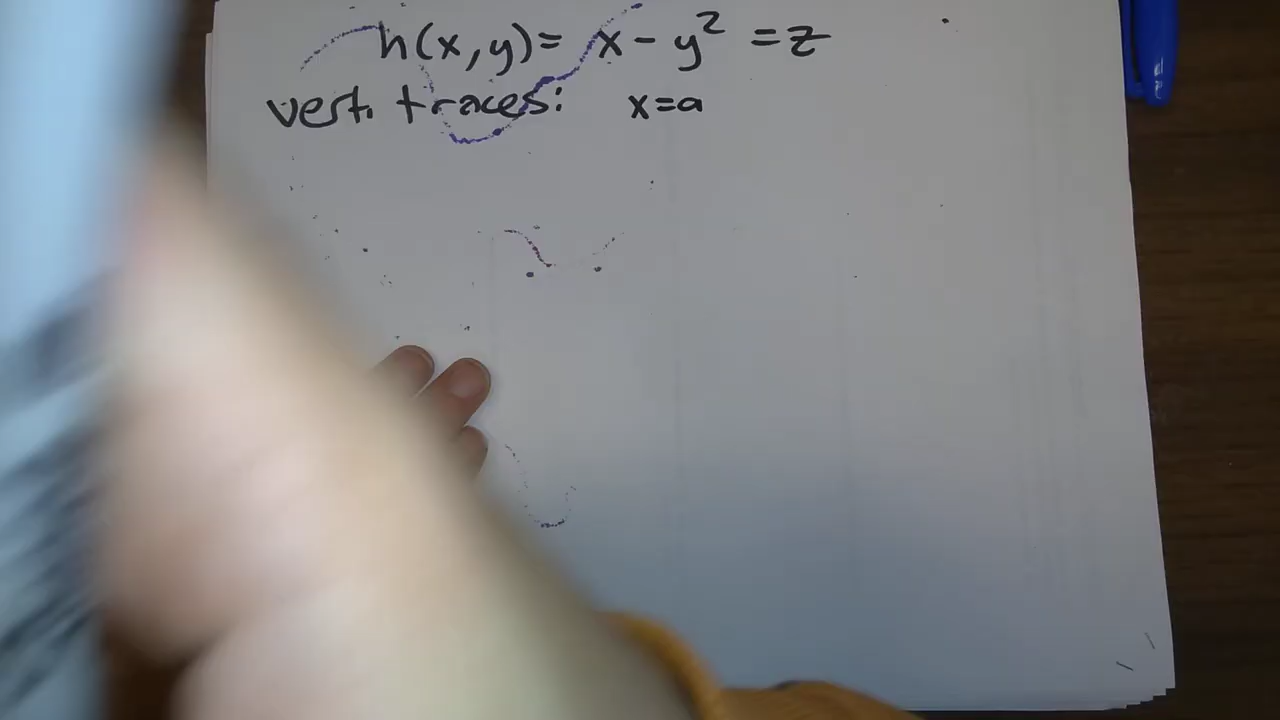 h(x,y)= x-y² =z
vert. traces: x=a